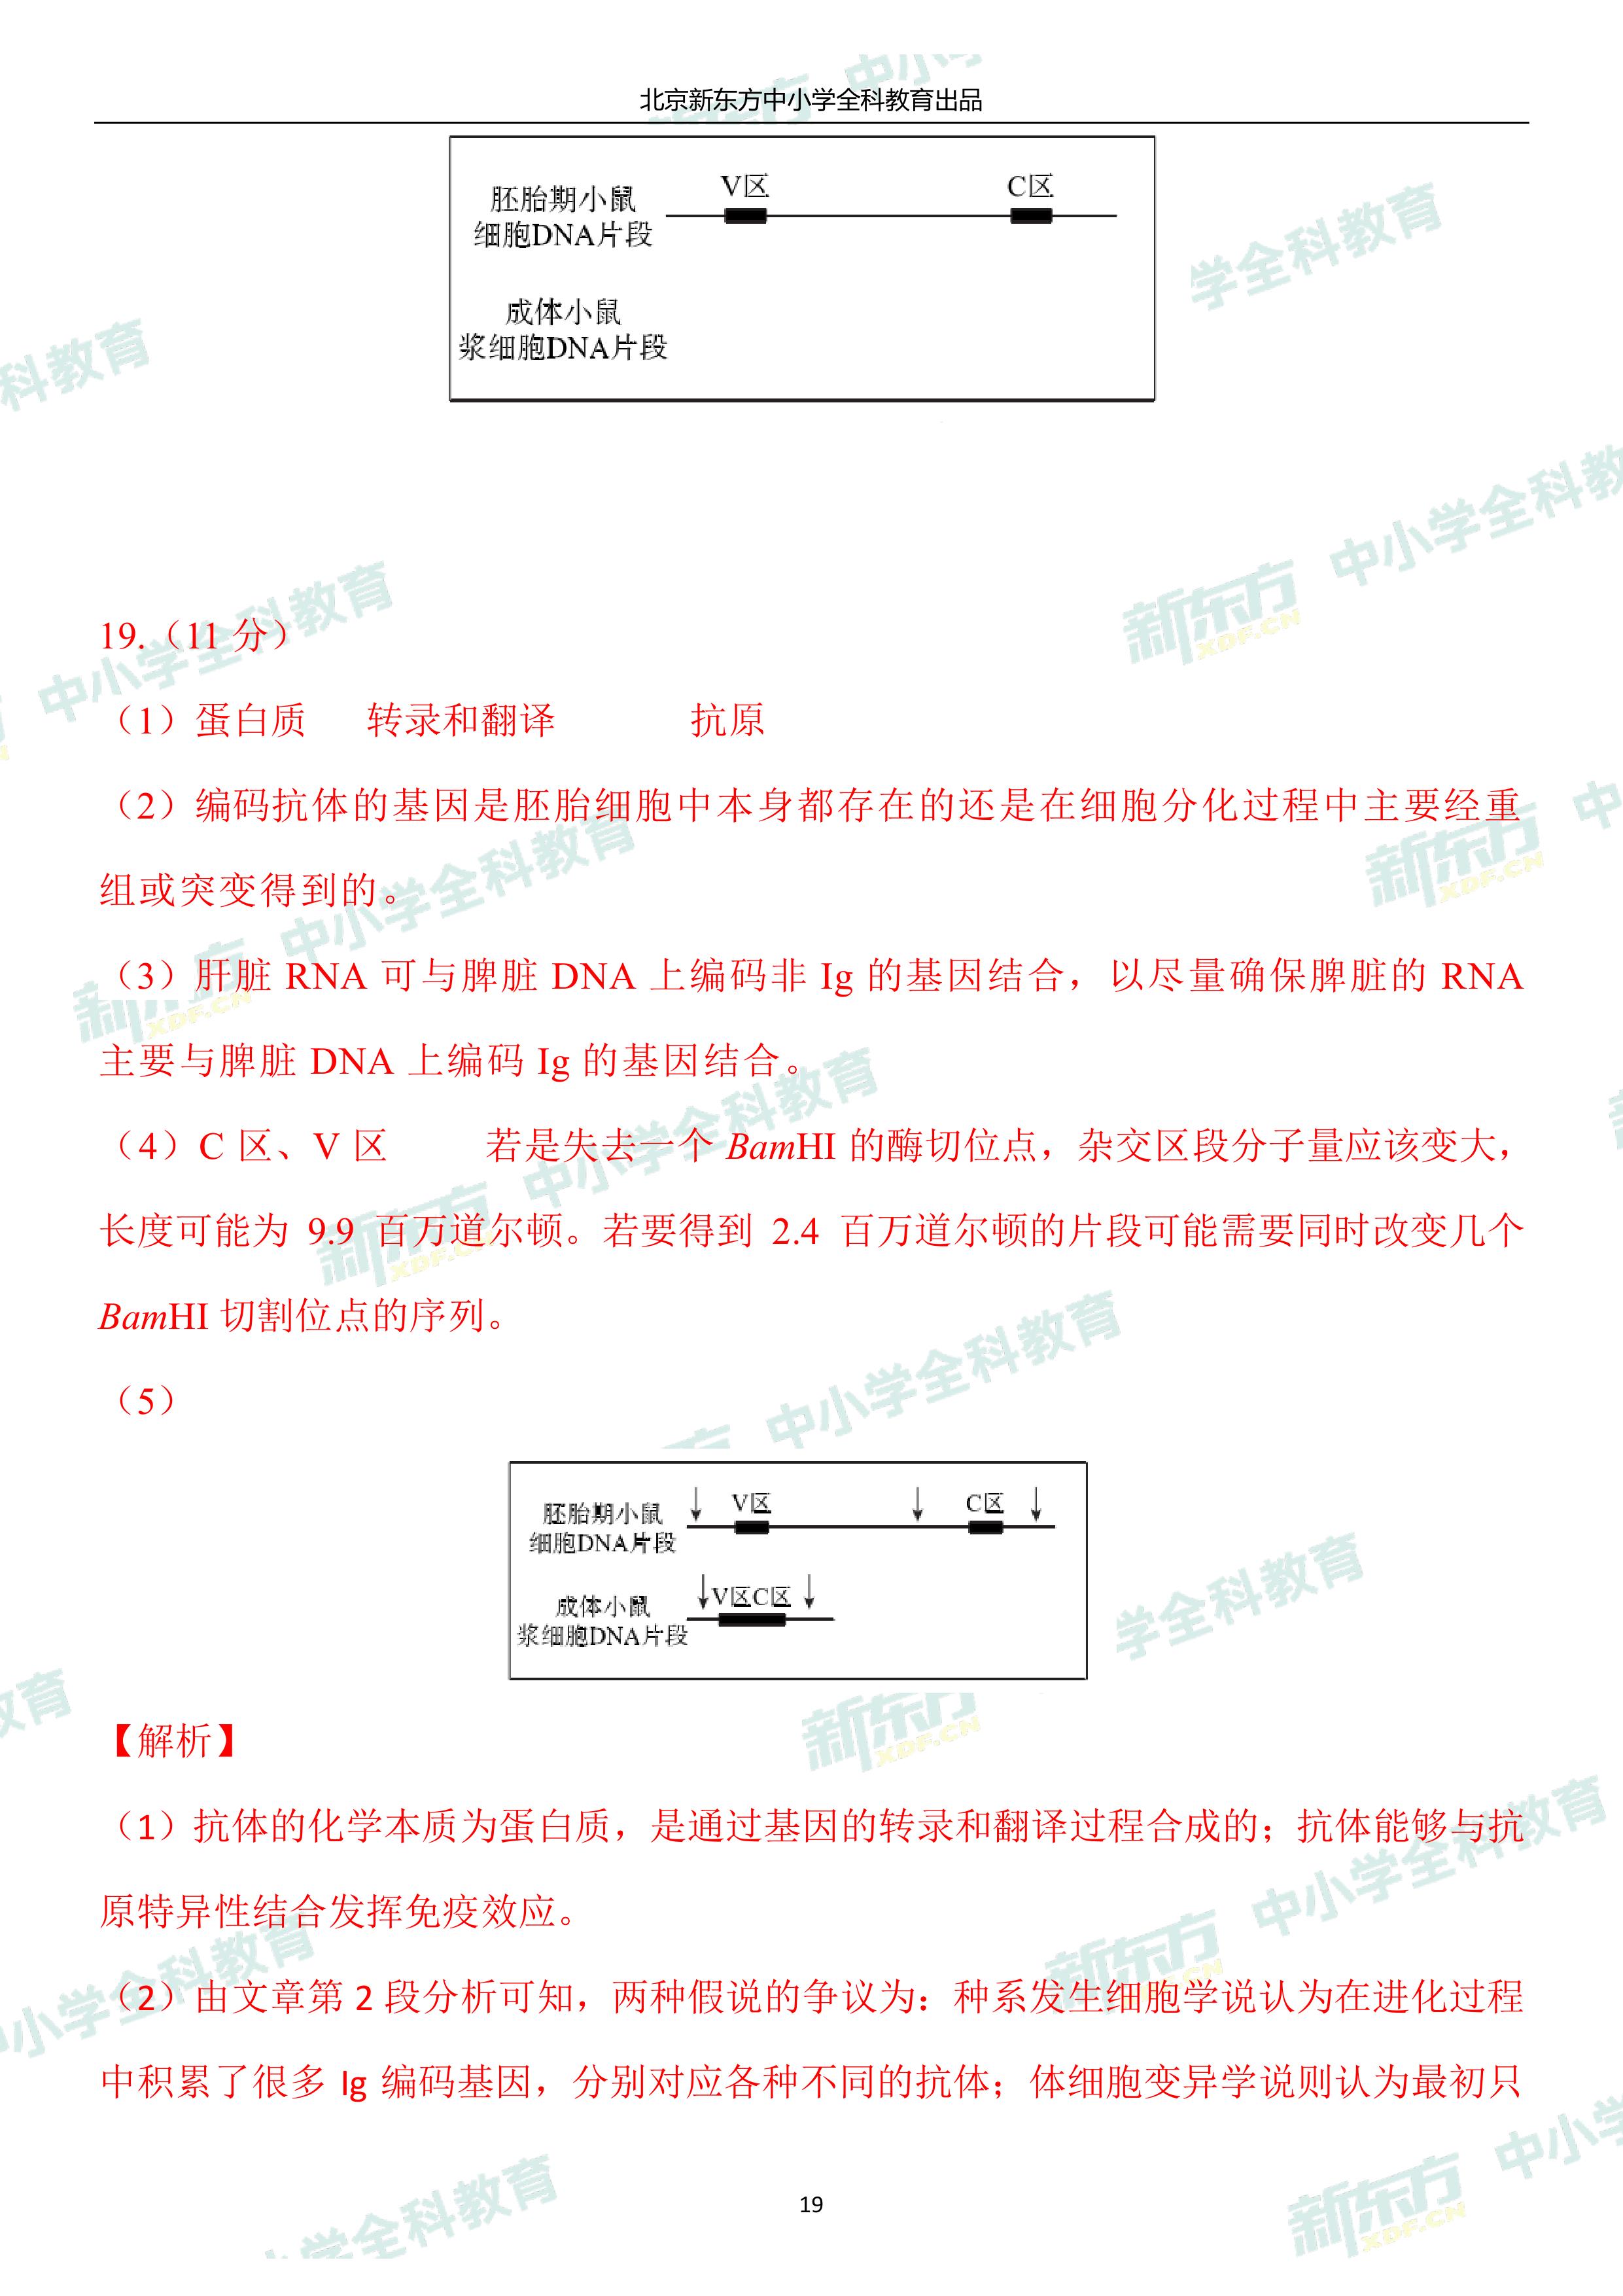 北京新东方中小学全科教育出品
V区 C区
胚胎期小鼠
细胞DNA片段
成体小鼠
浆细胞DNA片段
19.（11 分）
（1）蛋白质 转录和翻译 抗原
（2）编码抗体的基因是胚胎细胞中本身都存在的还是在细胞分化过程中主要经重
组或突变得到的。
（3）肝脏 RNA 可与脾脏 DNA 上编码非 Ig 的基因结合，以尽量确保脾脏的 RNA
主要与脾脏 DNA 上编码 Ig 的基因结合。
（4）C 区、V 区 若是失去一个 BamHI 的酶切位点，杂交区段分子量应该变大，
长度可能为 9.9 百万道尔顿。若要得到 2.4 百万道尔顿的片段可能需要同时改变几个
BamHI 切割位点的序列。
（5）
↓ V区 ↓ C区 ↓
胚胎期小鼠
细胞DNA片段
↓V区C区 ↓
成体小鼠
浆细胞DNA片段
【解析】
（1）抗体的化学本质为蛋白质，是通过基因的转录和翻译过程合成的；抗体能够与抗
原特异性结合发挥免疫效应。
（2）由文章第 2 段分析可知，两种假说的争议为：种系发生细胞学说认为在进化过程
中积累了很多 Ig 编码基因，分别对应各种不同的抗体；体细胞变异学说则认为最初只
19
新东方 XDF.CN 中小学全科教育